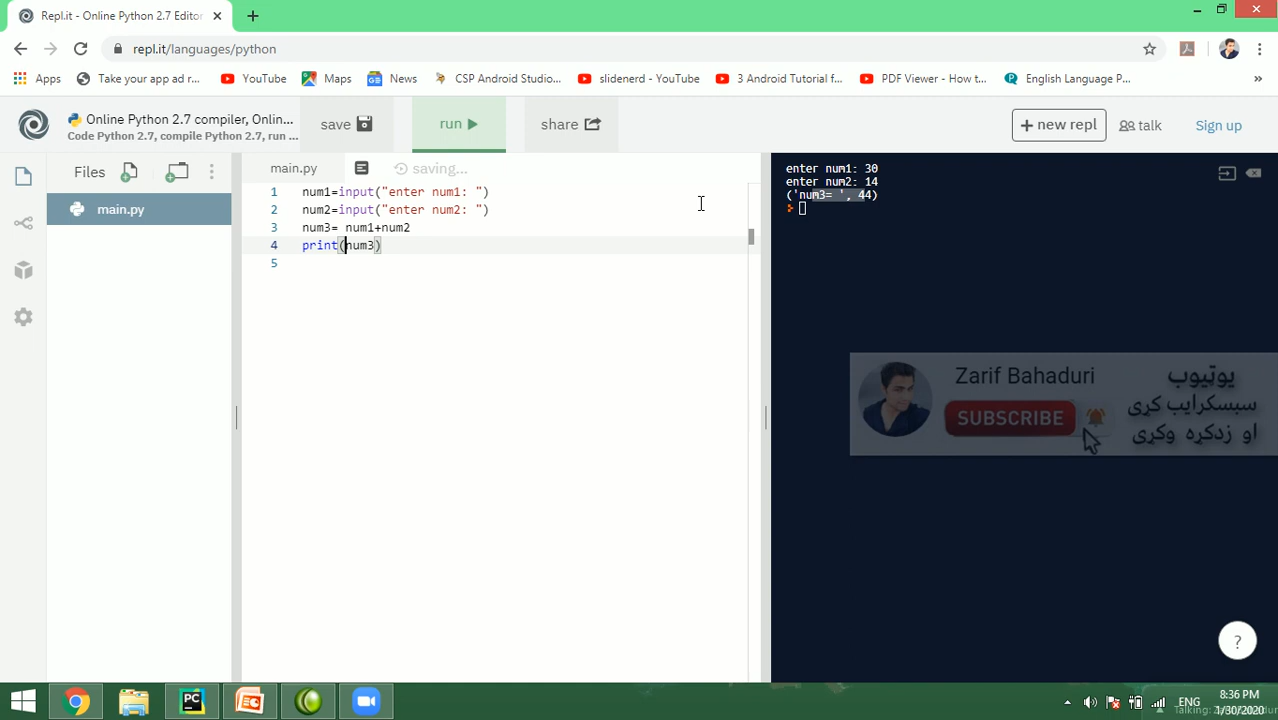 Repl.it - Online Python 2.7 Editor
repl.it/languages/python
Apps
Take your app ad r...
YouTube
Maps
News
CSP Android Studio...
slidenerd - YouTube
3 Android Tutorial f...
PDF Viewer - How t...
English Language P...
»
Online Python 2.7 compiler, Onlin...
Code Python 2.7, compile Python 2.7, run ...
save
run
share
+ new repl
talk
Sign up
Files
main.py
main.py
saving...
1 num1=input("enter num1: ")
2 num2=input("enter num2: ")
3 num3= num1+num2
4 print(num3)
5
enter num1: 30
enter num2: 14
('num3= ', 44)
Zarif Bahaduri
SUBSCRIBE
یوټیوب
سبسکرایب کړی
او زدکړه وکړی
?
ENG
8:36 PM
1/30/2020